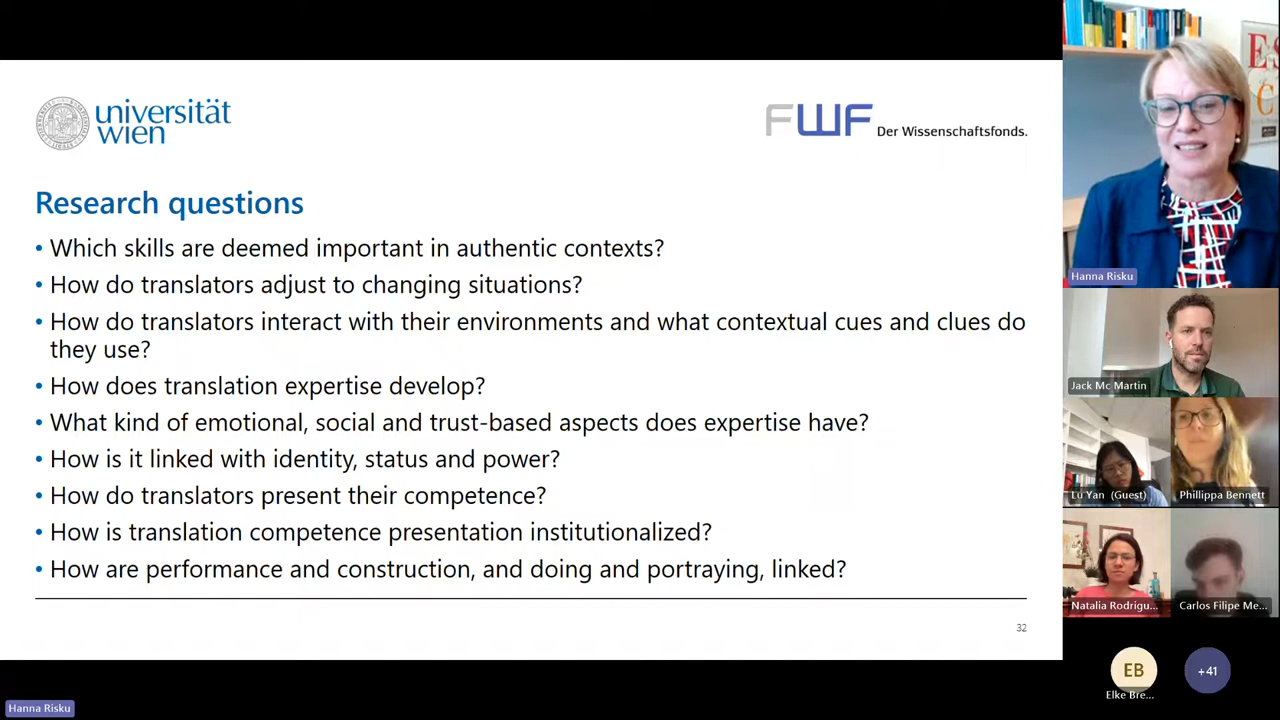 universität
wien
FWF Der Wissenschaftsfonds.
Research questions
• Which skills are deemed important in authentic contexts?
• How do translators adjust to changing situations?
• How do translators interact with their environments and what contextual cues and clues do
they use?
• How does translation expertise develop?
• What kind of emotional, social and trust-based aspects does expertise have?
• How is it linked with identity, status and power?
• How do translators present their competence?
• How is translation competence presentation institutionalized?
• How are performance and construction, and doing and portraying, linked?
32
Hanna Risku
Jack Mc Martin
Lu Yan (Guest)
Phillippa Bennett
Natalia Rodrigu...
Carlos Filipe Me...
EB
+41
Elke Bre...
Hanna Risku